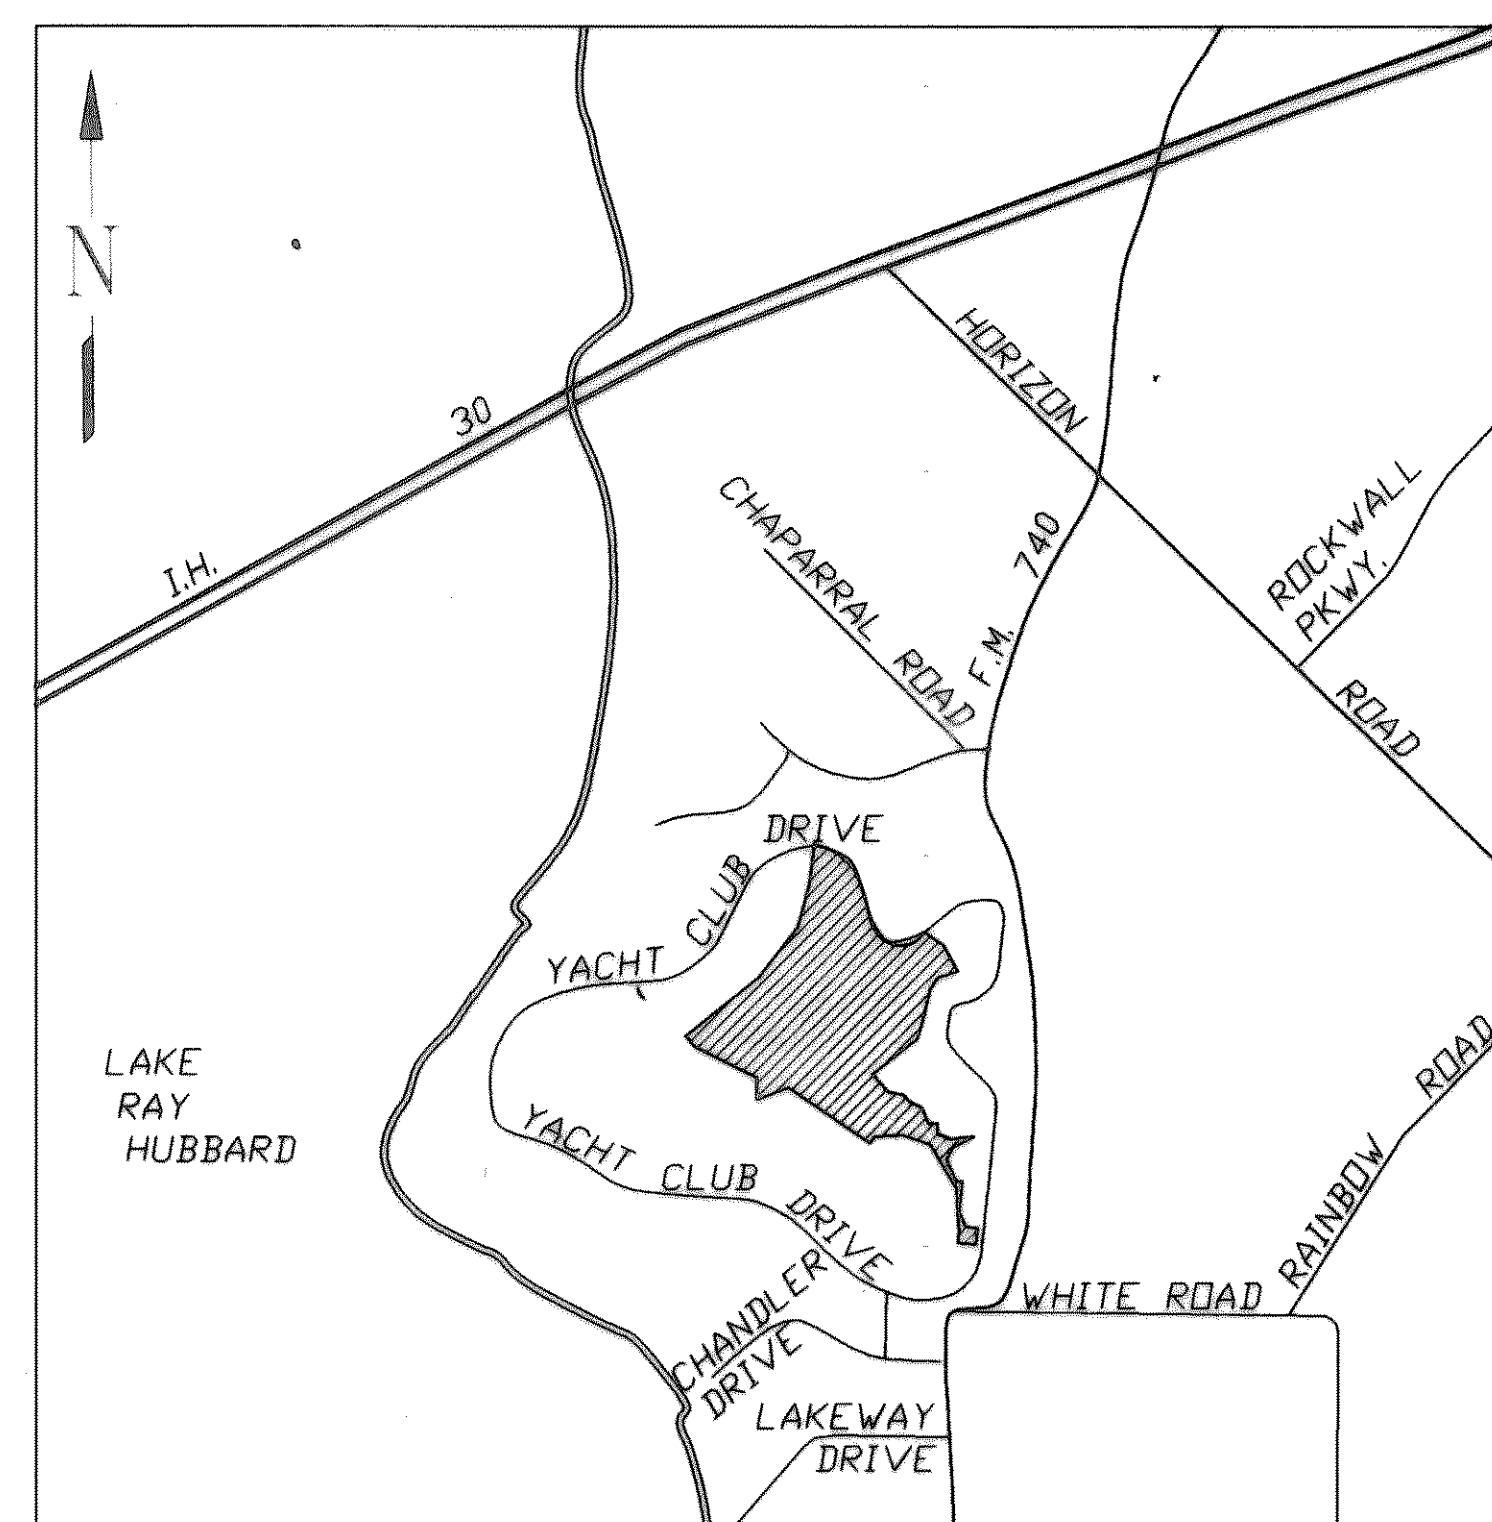 N
30
I.H.
HORIZON
ROAD
CHAPARRAL ROAD
F.M. 740
ROCKWALL
PKWY.
YACHT CLUB DRIVE
LAKE
RAY
HUBBARD
YACHT CLUB DRIVE
RAINBOW ROAD
WHITE ROAD
CHANDLER
DRIVE
LAKEWAY
DRIVE